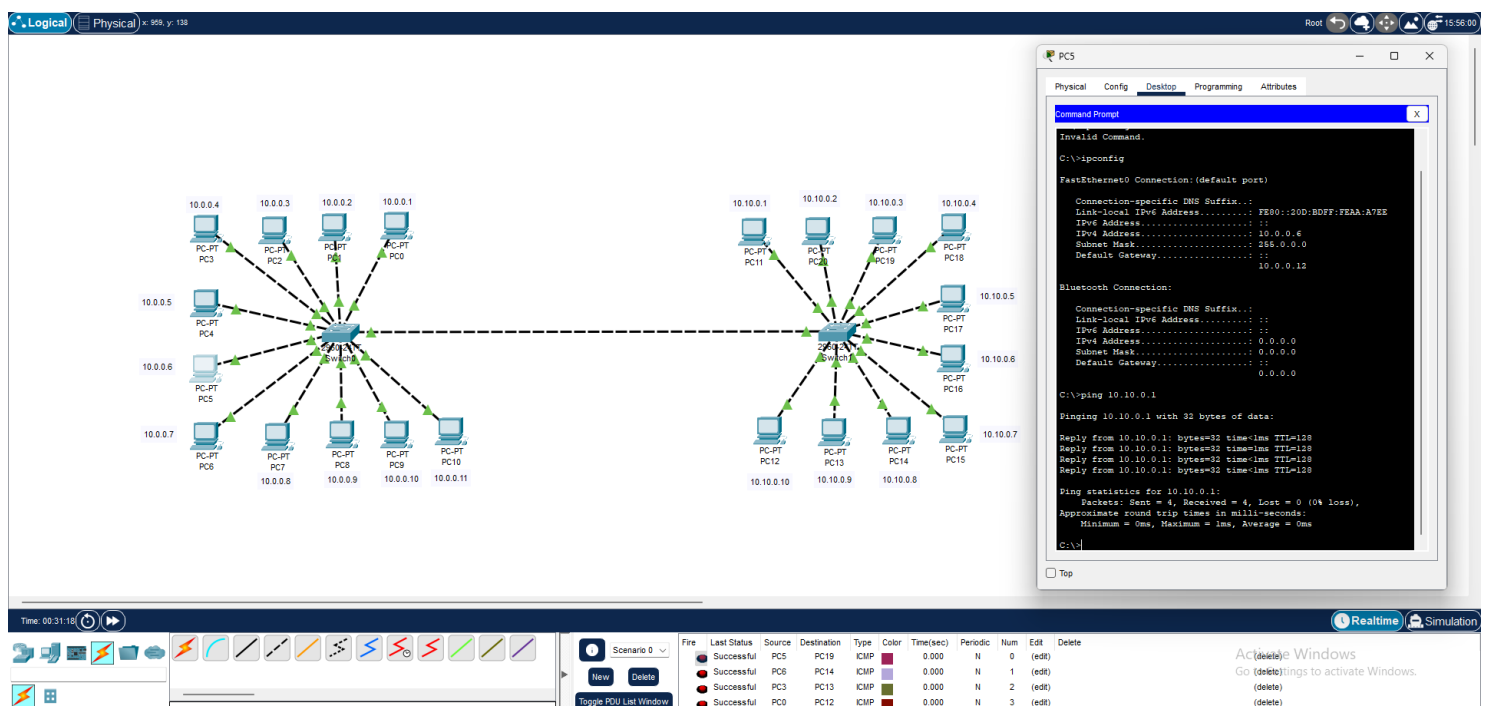 Logical Physical x: 959, y: 138 Root 15:56:00
PC5
Physical Config Desktop Programming Attributes
Command Prompt X
Invalid Command.
C:\>ipconfig
FastEthernet0 Connection:(default port)
Connection-specific DNS Suffix..:
Link-local IPv6 Address.........: FE80::20D:BDFF:FEAA:A7EE
IPv6 Address....................: ::
IPv4 Address....................: 10.0.0.6
Subnet Mask.....................: 255.0.0.0
Default Gateway.................: ::
10.0.0.12
Bluetooth Connection:
Connection-specific DNS Suffix..:
Link-local IPv6 Address.........: ::
IPv6 Address....................: ::
IPv4 Address....................: 0.0.0.0
Subnet Mask.....................: 0.0.0.0
Default Gateway.................: ::
0.0.0.0
C:\>ping 10.10.0.1
Pinging 10.10.0.1 with 32 bytes of data:
Reply from 10.10.0.1: bytes=32 time<1ms TTL=128
Reply from 10.10.0.1: bytes=32 time=1ms TTL=128
Reply from 10.10.0.1: bytes=32 time<1ms TTL=128
Reply from 10.10.0.1: bytes=32 time<1ms TTL=128
Ping statistics for 10.10.0.1:
Packets: Sent = 4, Received = 4, Lost = 0 (0% loss),
Approximate round trip times in milli-seconds:
Minimum = 0ms, Maximum = 1ms, Average = 0ms
C:\>
Top
10.0.0.4 10.0.0.3 10.0.0.2 10.0.0.1
PC-PT PC-PT PC-PT PC-PT
PC3 PC2 PC1 PC0
10.0.0.5
PC-PT
PC4
10.0.0.6
PC-PT
PC5
2960-24TT
Switch0
10.0.0.7
PC-PT PC-PT PC-PT PC-PT PC-PT
PC6 PC7 PC8 PC9 PC10
10.0.0.8 10.0.0.9 10.0.0.10 10.0.0.11
10.10.0.1 10.10.0.2 10.10.0.3 10.10.0.4
PC-PT PC-PT PC-PT PC-PT
PC11 PC20 PC19 PC18
10.10.0.5
PC-PT
PC17
2960-24TT
Switch1
10.10.0.6
PC-PT
PC16
10.10.0.7
PC-PT PC-PT PC-PT PC-PT
PC12 PC13 PC14 PC15
10.10.0.10 10.10.0.9 10.10.0.8
Time: 00:31:18 Realtime Simulation
Scenario 0
New Delete
Toggle PDU List Window
Fire Last Status Source Destination Type Color Time(sec) Periodic Num Edit Delete
Successful PC5 PC19 ICMP 0.000 N 0 (edit) (delete)
Successful PC6 PC14 ICMP 0.000 N 1 (edit) (delete)
Successful PC3 PC13 ICMP 0.000 N 2 (edit) (delete)
Successful PC0 PC12 ICMP 0.000 N 3 (edit) (delete)
Activate Windows
Go to Settings to activate Windows.